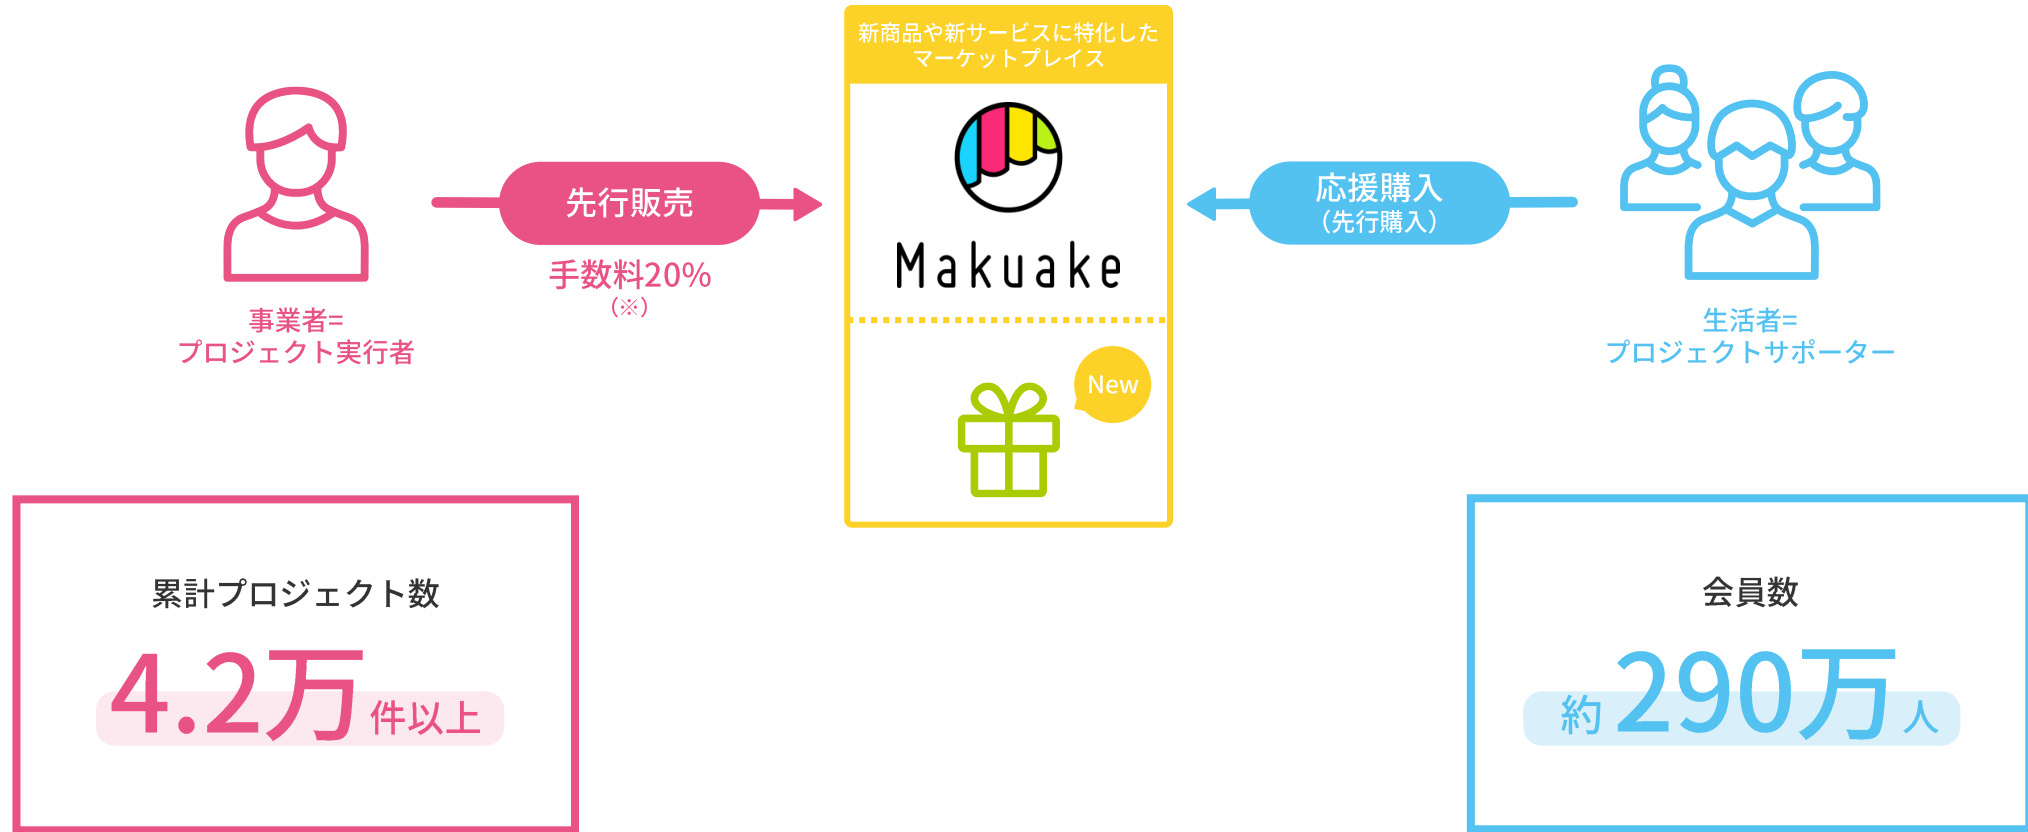 新商品や新サービスに特化した
マーケットプレイス
先行販売
手数料20%
（※）
事業者=
プロジェクト実行者
Makuake
New
応援購入
（先行購入）
生活者=
プロジェクトサポーター
累計プロジェクト数
4.2万件以上
会員数
約290万人